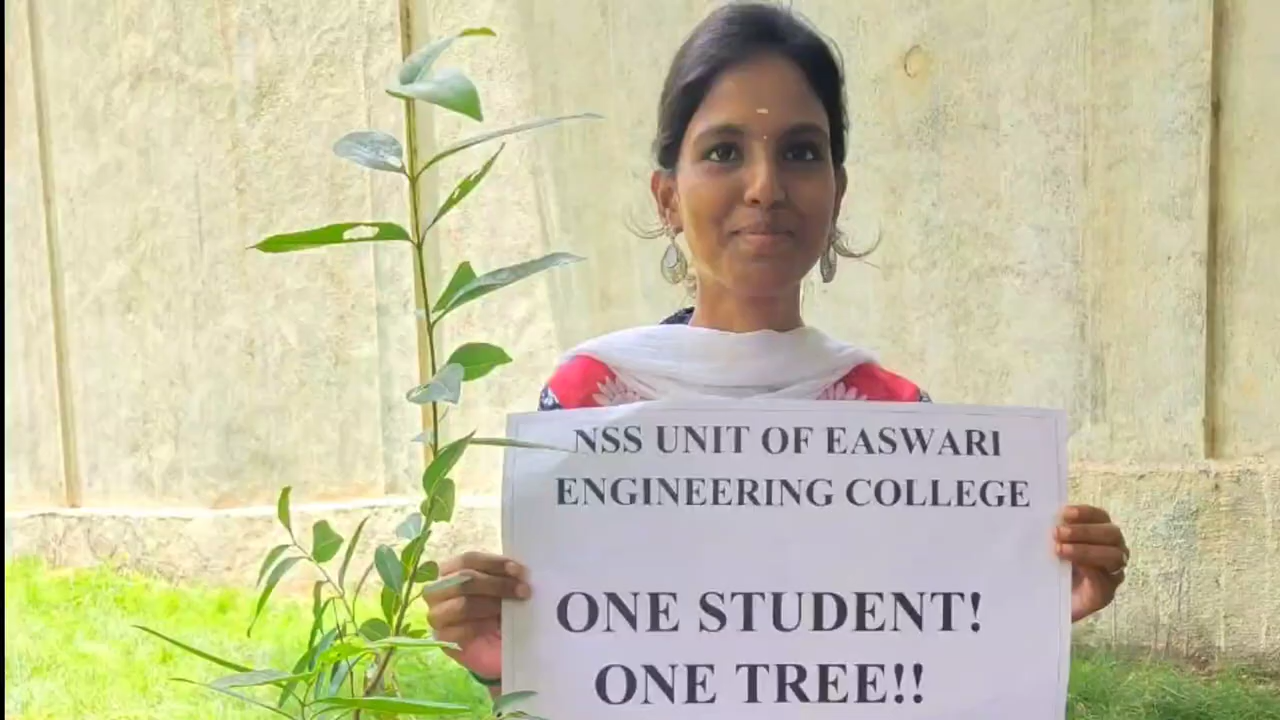 NSS UNIT OF EASWARI
ENGINEERING COLLEGE
ONE STUDENT!
ONE TREE!!